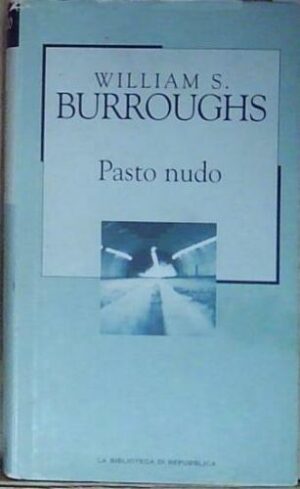 WILLIAM S.
BURROUGHS
Pasto nudo
LA BIBLIOTECA DI REPUBBLICA